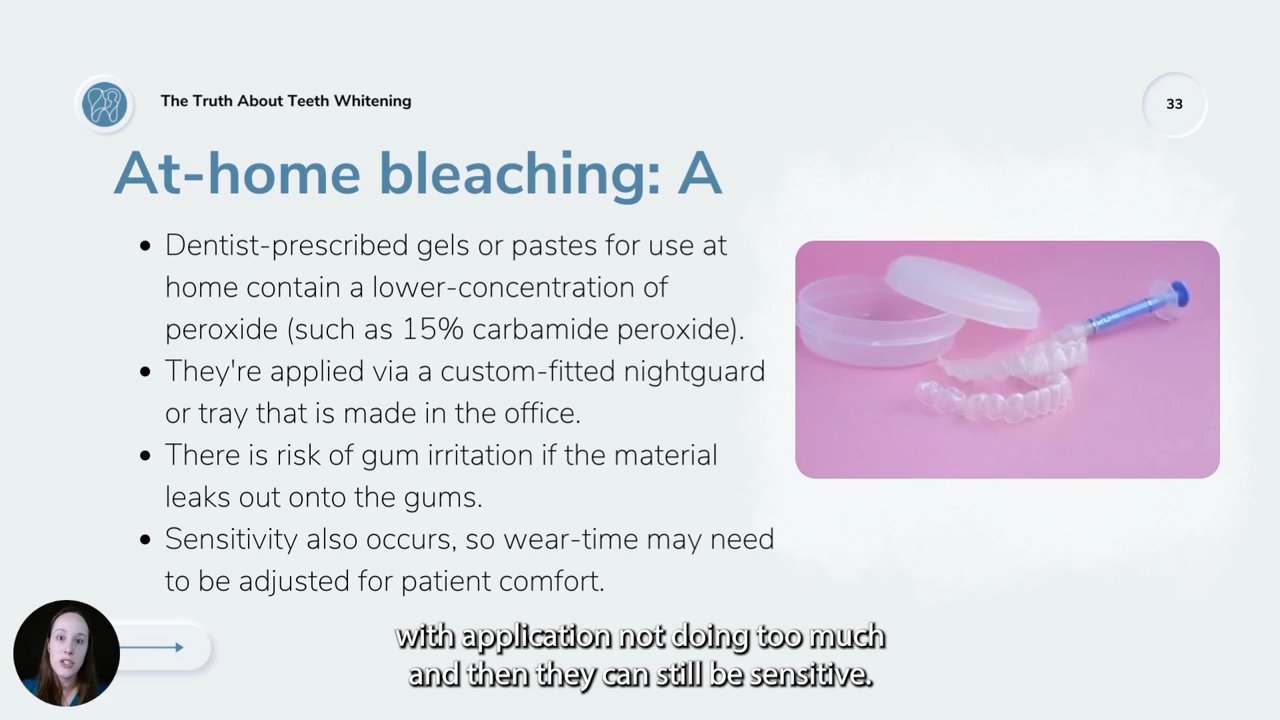 The Truth About Teeth Whitening
33
At-home bleaching: A
• Dentist-prescribed gels or pastes for use at
home contain a lower-concentration of
peroxide (such as 15% carbamide peroxide).
• They're applied via a custom-fitted nightguard
or tray that is made in the office.
• There is risk of gum irritation if the material
leaks out onto the gums.
• Sensitivity also occurs, so wear-time may need
to be adjusted for patient comfort.
with application not doing too much
and then they can still be sensitive.